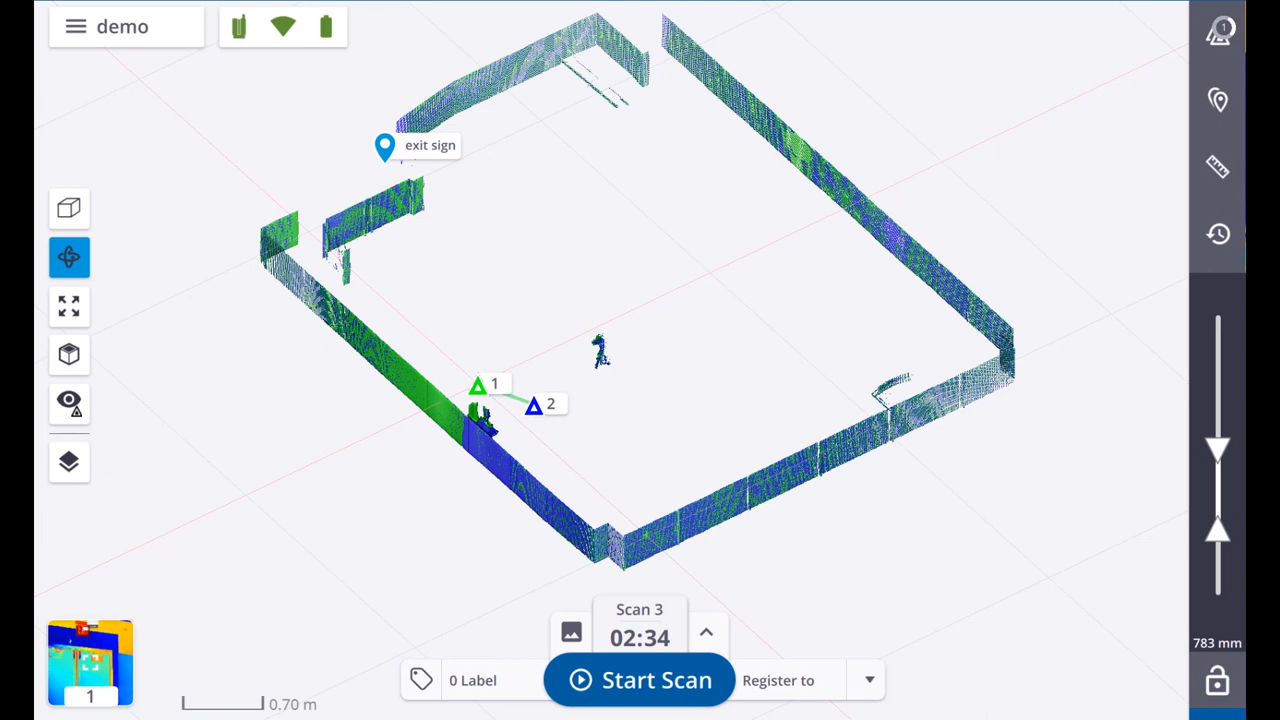 demo
1
exit sign
1
2
783 mm
Scan 3
02:34
1
0.70 m
0 Label
Start Scan
Register to